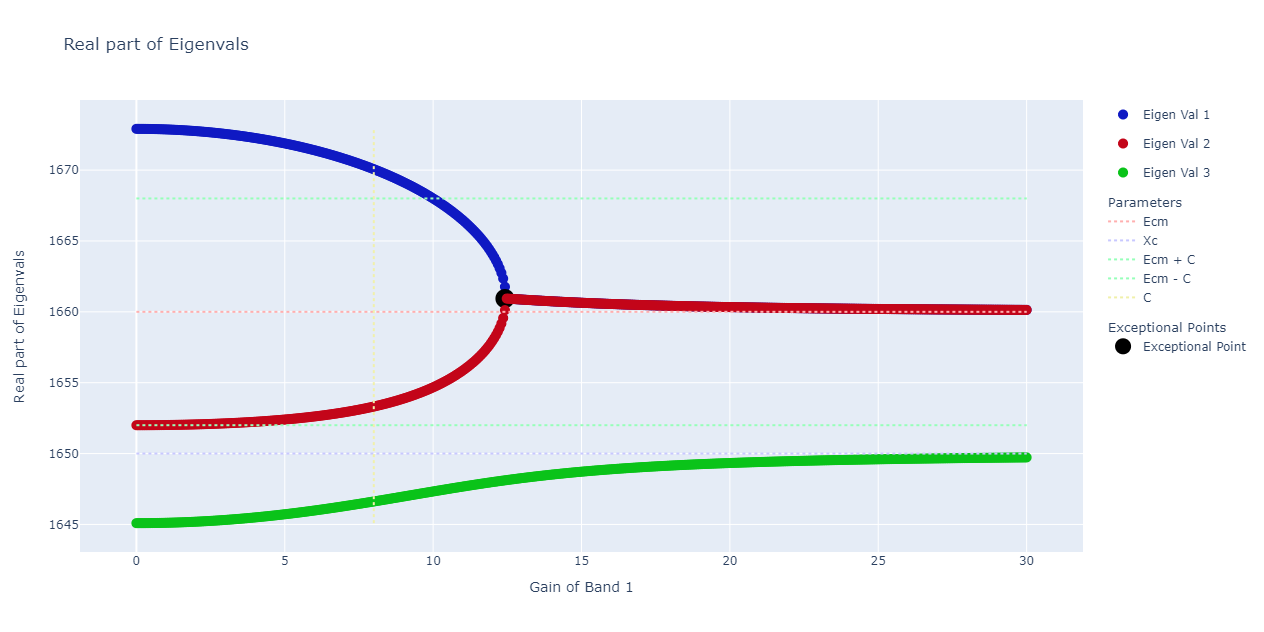 Real part of Eigenvals
Real part of Eigenvals
1670
1665
1660
1655
1650
1645
0 5 10 15 20 25 30
Gain of Band 1
Eigen Val 1
Eigen Val 2
Eigen Val 3
Parameters
Ecm
Xc
Ecm + C
Ecm - C
C
Exceptional Points
Exceptional Point